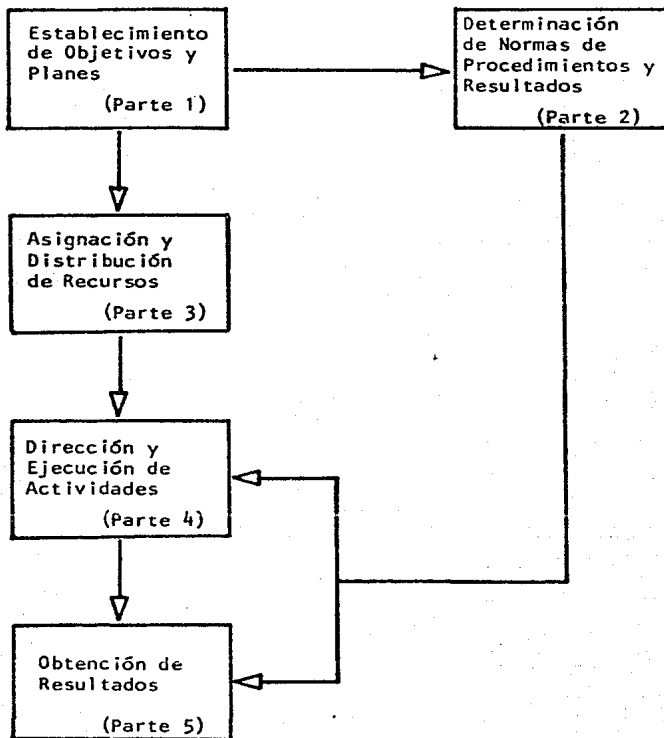 Establecimiento
de Objetivos y
Planes
(Parte 1)
Determinación
de Normas de
Procedimientos y
Resultados
(Parte 2)
Asignación y
Distribución
de Recursos
(Parte 3)
Dirección y
Ejecución de
Actividades
(Parte 4)
Obtención de
Resultados
(Parte 5)